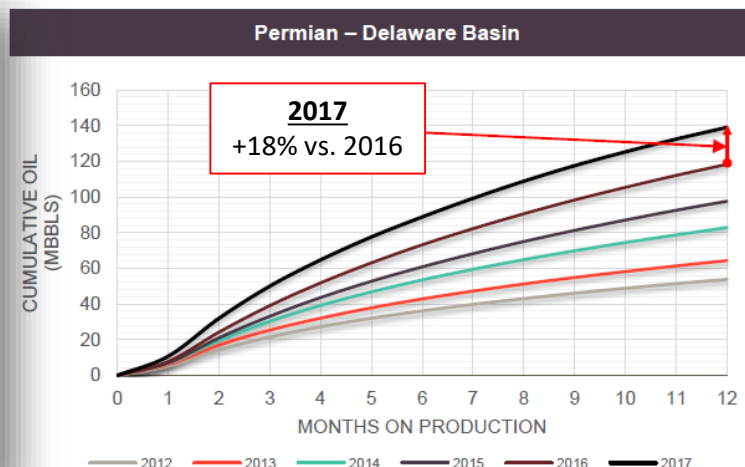 Permian – Delaware Basin
160
140
120
100
80
60
40
20
0
CUMULATIVE OIL
(MBBLS)
2017
+18% vs. 2016
0 1 2 3 4 5 6 7 8 9 10 11 12
MONTHS ON PRODUCTION
2012 2013 2014 2015 2016 2017